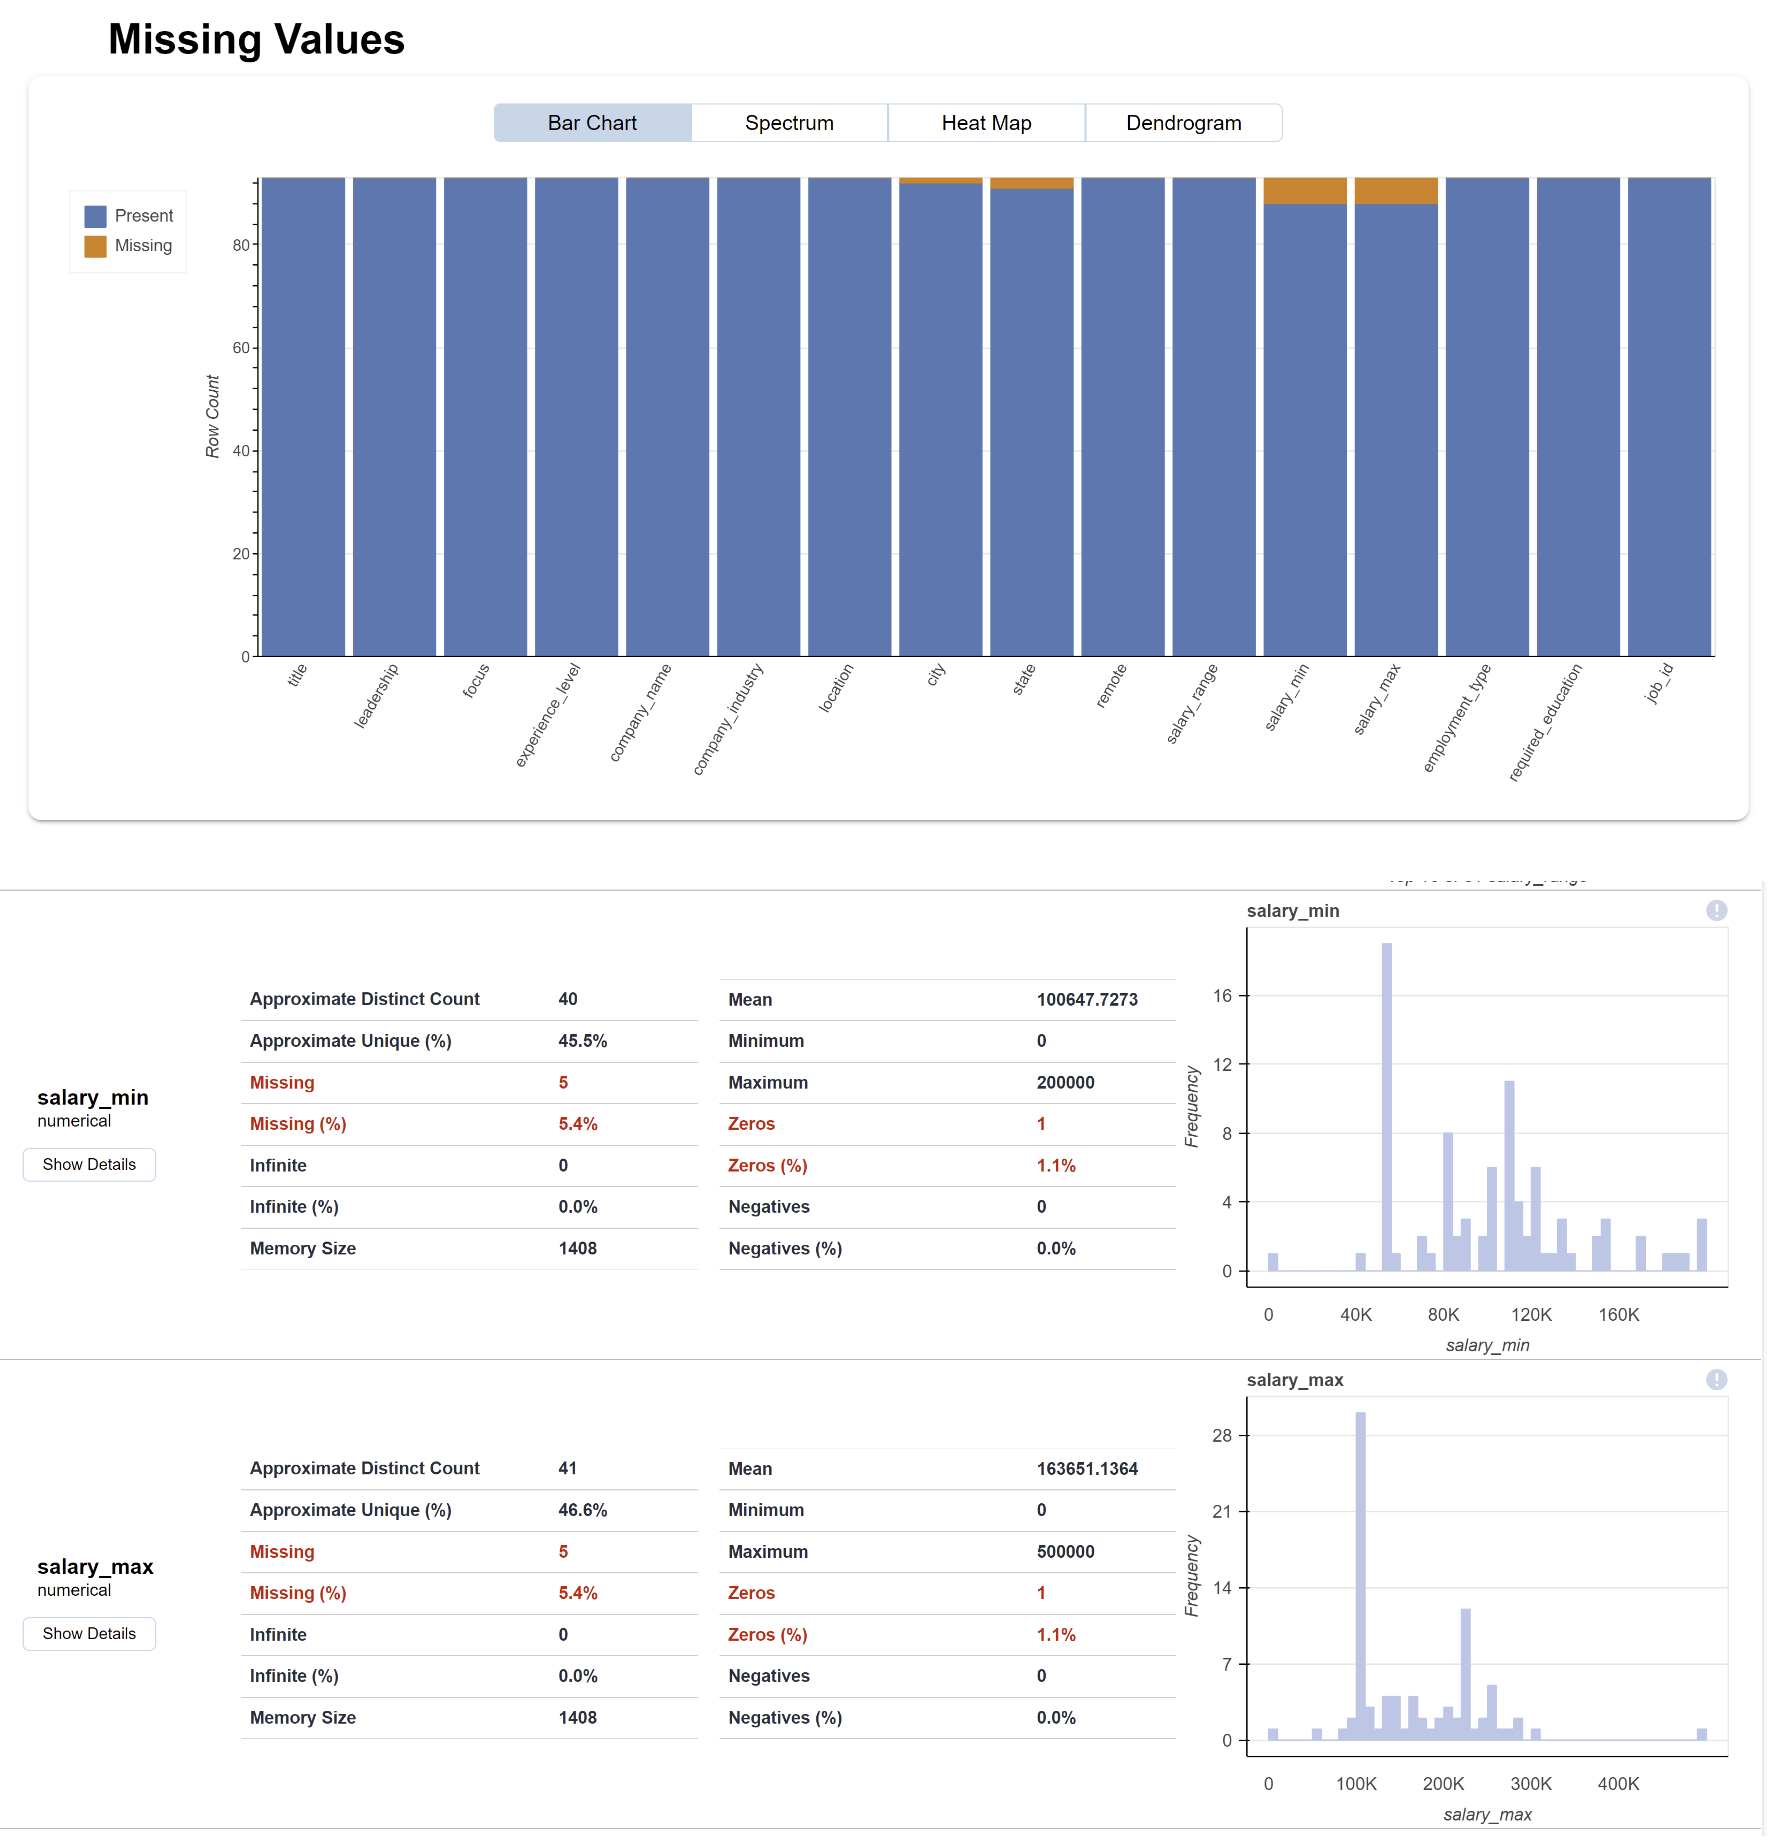 Missing Values
Bar Chart Spectrum Heat Map Dendrogram
Present
Missing
Row Count
80
60
40
20
0
title leadership focus experience_level company_name company_industry location city state remote salary_range salary_min salary_max employment_type required_education job_id
salary_min
numerical
Show Details
Approximate Distinct Count 40
Approximate Unique (%) 45.5%
Missing 5
Missing (%) 5.4%
Infinite 0
Infinite (%) 0.0%
Memory Size 1408
Mean 100647.7273
Minimum 0
Maximum 200000
Zeros 1
Zeros (%) 1.1%
Negatives 0
Negatives (%) 0.0%
salary_min
!
Frequency
16
12
8
4
0
0 40K 80K 120K 160K
salary_min
salary_max
numerical
Show Details
Approximate Distinct Count 41
Approximate Unique (%) 46.6%
Missing 5
Missing (%) 5.4%
Infinite 0
Infinite (%) 0.0%
Memory Size 1408
Mean 163651.1364
Minimum 0
Maximum 500000
Zeros 1
Zeros (%) 1.1%
Negatives 0
Negatives (%) 0.0%
salary_max
!
Frequency
28
21
14
7
0
0 100K 200K 300K 400K
salary_max